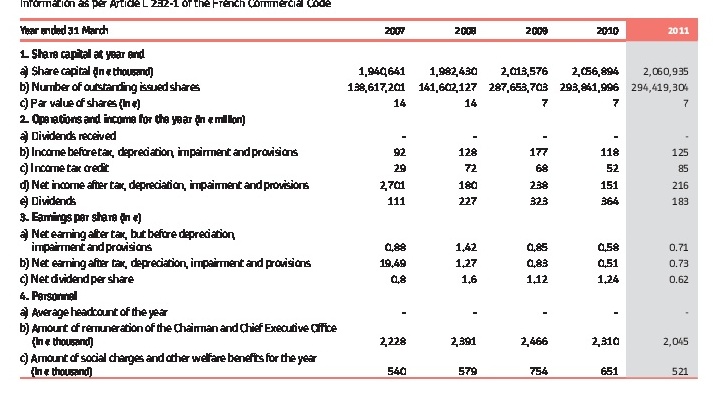 Information as per Article L 232-1 of the French Commercial Code
Year ended 31 March 2007 2008 2009 2010 2011
1. Share capital at year end
a) Share capital (in € thousand) 1,940,641 1,982,430 2,013,576 2,056,894 2,060,935
b) Number of outstanding issued shares 138,617,201 141,602,127 287,653,703 293,841,996 294,419,304
c) Par value of shares (in €) 14 14 7 7 7
2. Operations and income for the year (in € million)
a) Dividends received - - - - -
b) Income before tax, depreciation, impairment and provisions 92 128 177 118 125
c) Income tax credit 29 72 68 52 85
d) Net income after tax, depreciation, impairment and provisions 2,701 180 238 151 216
e) Dividends 111 227 323 364 183
3. Earnings per share (in €)
a) Net earning after tax, but before depreciation,
impairment and provisions 0.88 1.42 0.85 0.58 0.71
b) Net earning after tax, depreciation, impairment and provisions 19.49 1.27 0.83 0.51 0.73
c) Net dividend per share 0.8 1.6 1.12 1.24 0.62
4. Personnel
a) Average headcount of the year - - - - -
b) Amount of remuneration of the Chairman and Chief Executive Office
(in € thousand) 2,228 2,391 2,466 2,310 2,045
c) Amount of social charges and other welfare benefits for the year
(in € thousand) 540 579 754 651 521